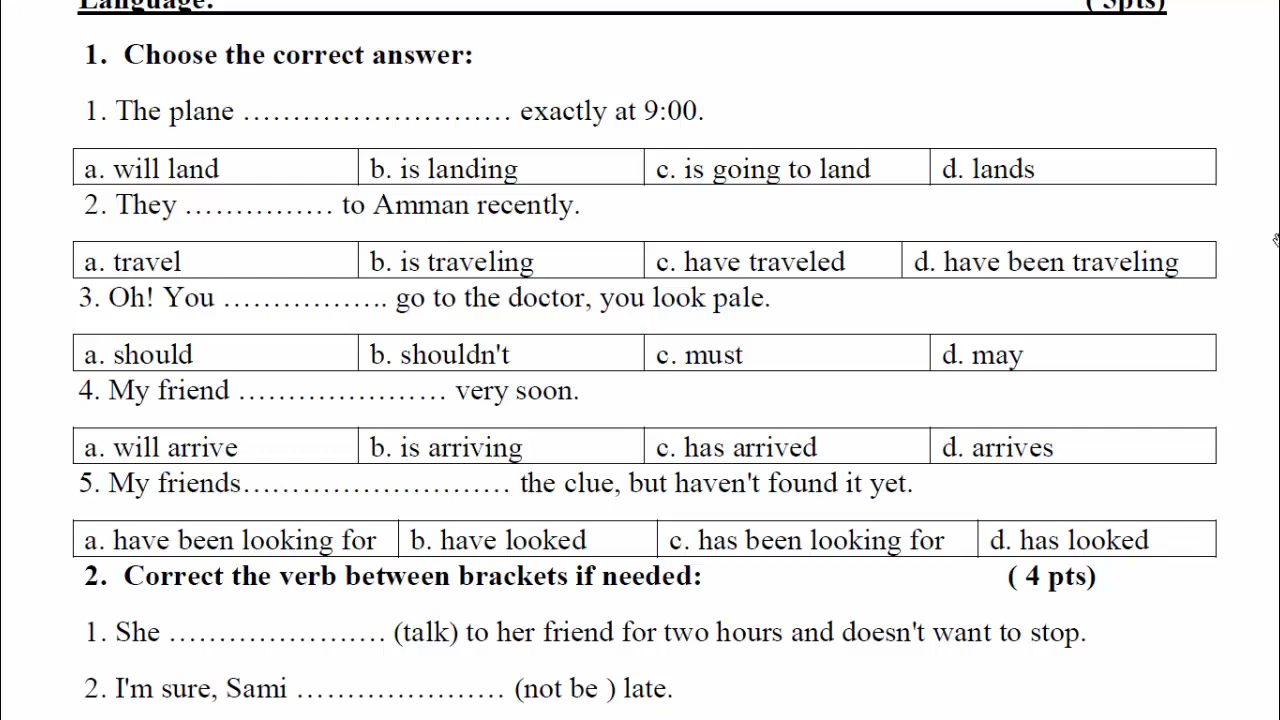 Language: ( 5pts)
1. Choose the correct answer:
1. The plane ……………………… exactly at 9:00.
a. will land b. is landing c. is going to land d. lands
2. They …………… to Amman recently.
a. travel b. is traveling c. have traveled d. have been traveling
3. Oh! You …………….. go to the doctor, you look pale.
a. should b. shouldn't c. must d. may
4. My friend ………………… very soon.
a. will arrive b. is arriving c. has arrived d. arrives
5. My friends……………………… the clue, but haven't found it yet.
a. have been looking for b. have looked c. has been looking for d. has looked
2. Correct the verb between brackets if needed: ( 4 pts)
1. She …………………. (talk) to her friend for two hours and doesn't want to stop.
2. I'm sure, Sami ………………… (not be ) late.